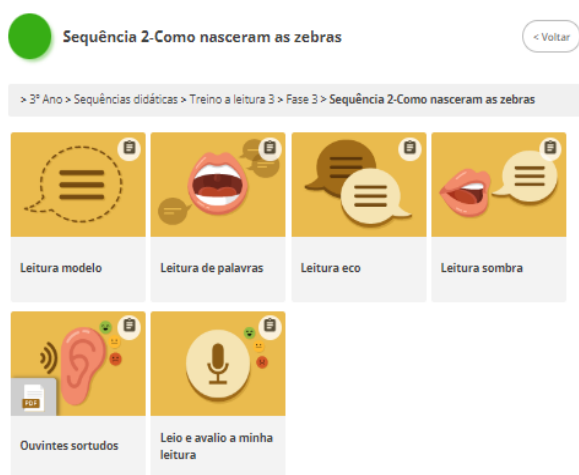 Sequência 2-Como nasceram as zebras
< Voltar
> 3º Ano > Sequências didáticas > Treino a leitura 3 > Fase 3 > Sequência 2-Como nasceram as zebras
Leitura modelo
Leitura de palavras
Leitura eco
Leitura sombra
PDF
Ouvintes sortudos
Leio e avalio a minha
leitura